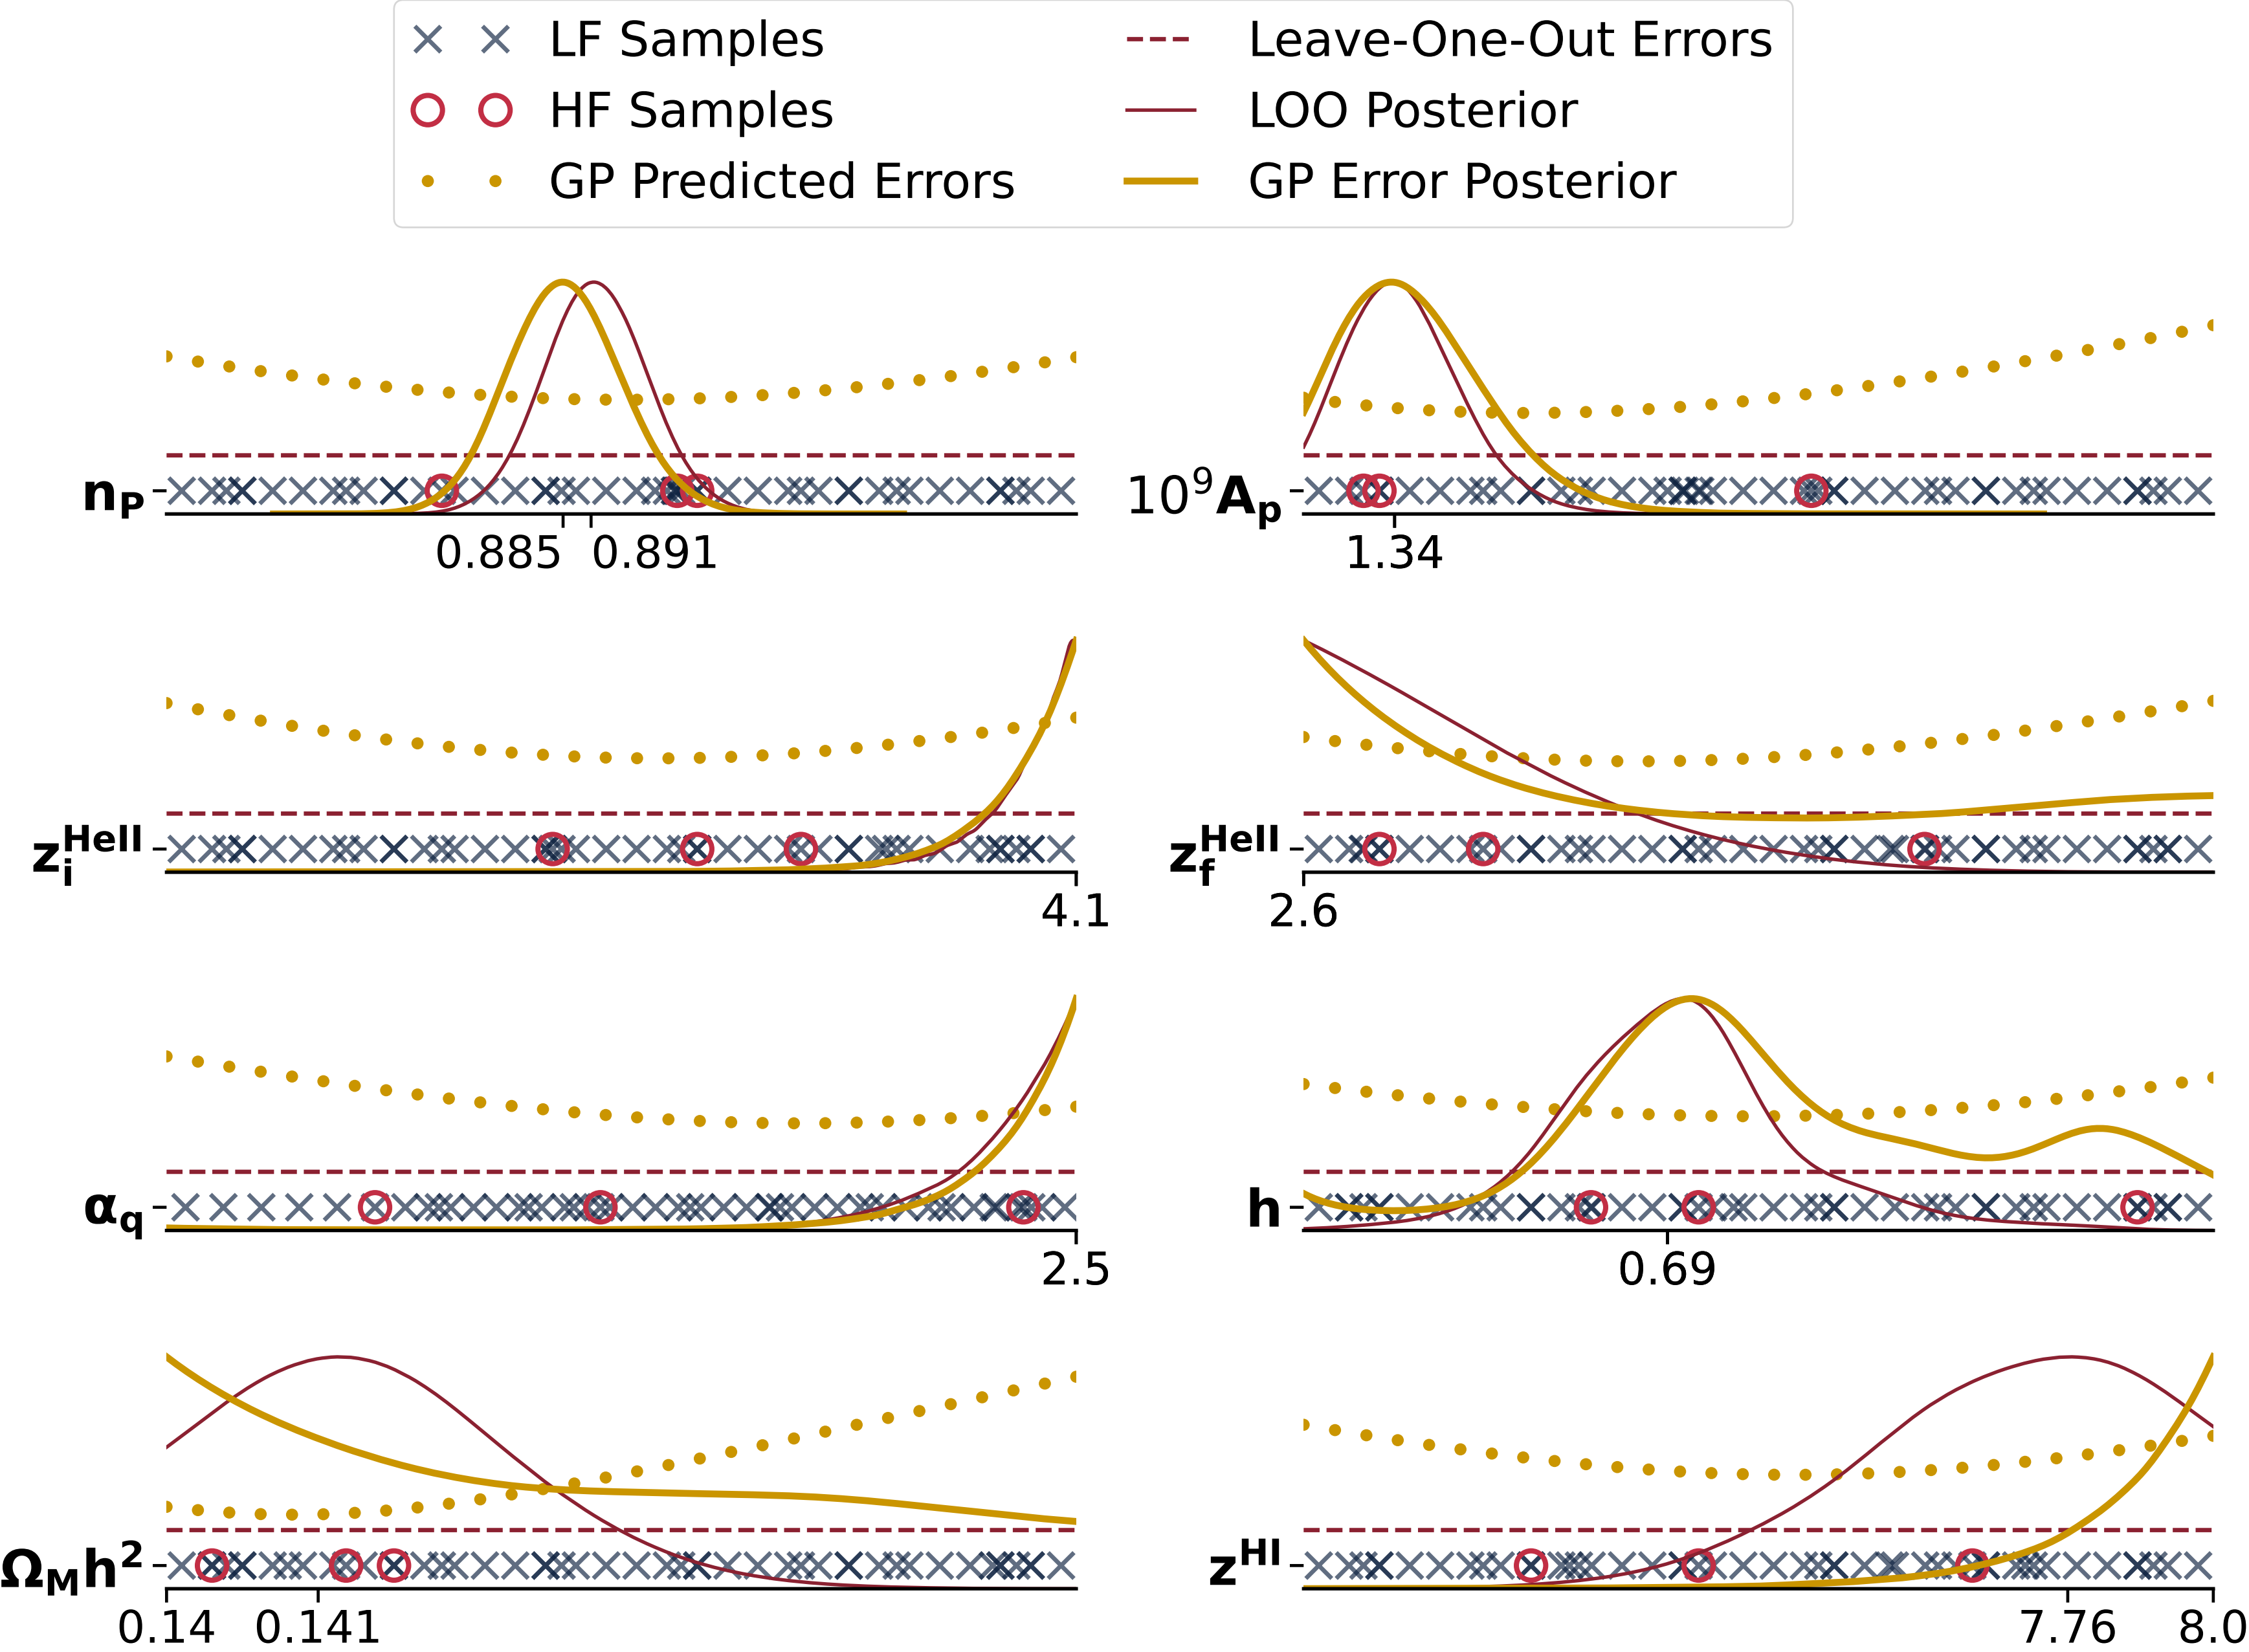 LF Samples
HF Samples
GP Predicted Errors
Leave-One-Out Errors
LOO Posterior
GP Error Posterior
nP
0.885 0.891
10⁹Ap
1.34
ziHeII
4.1
zfHeII
2.6
αq
2.5
h
0.69
ΩMh²
0.14 0.141
zHI
7.76 8.0